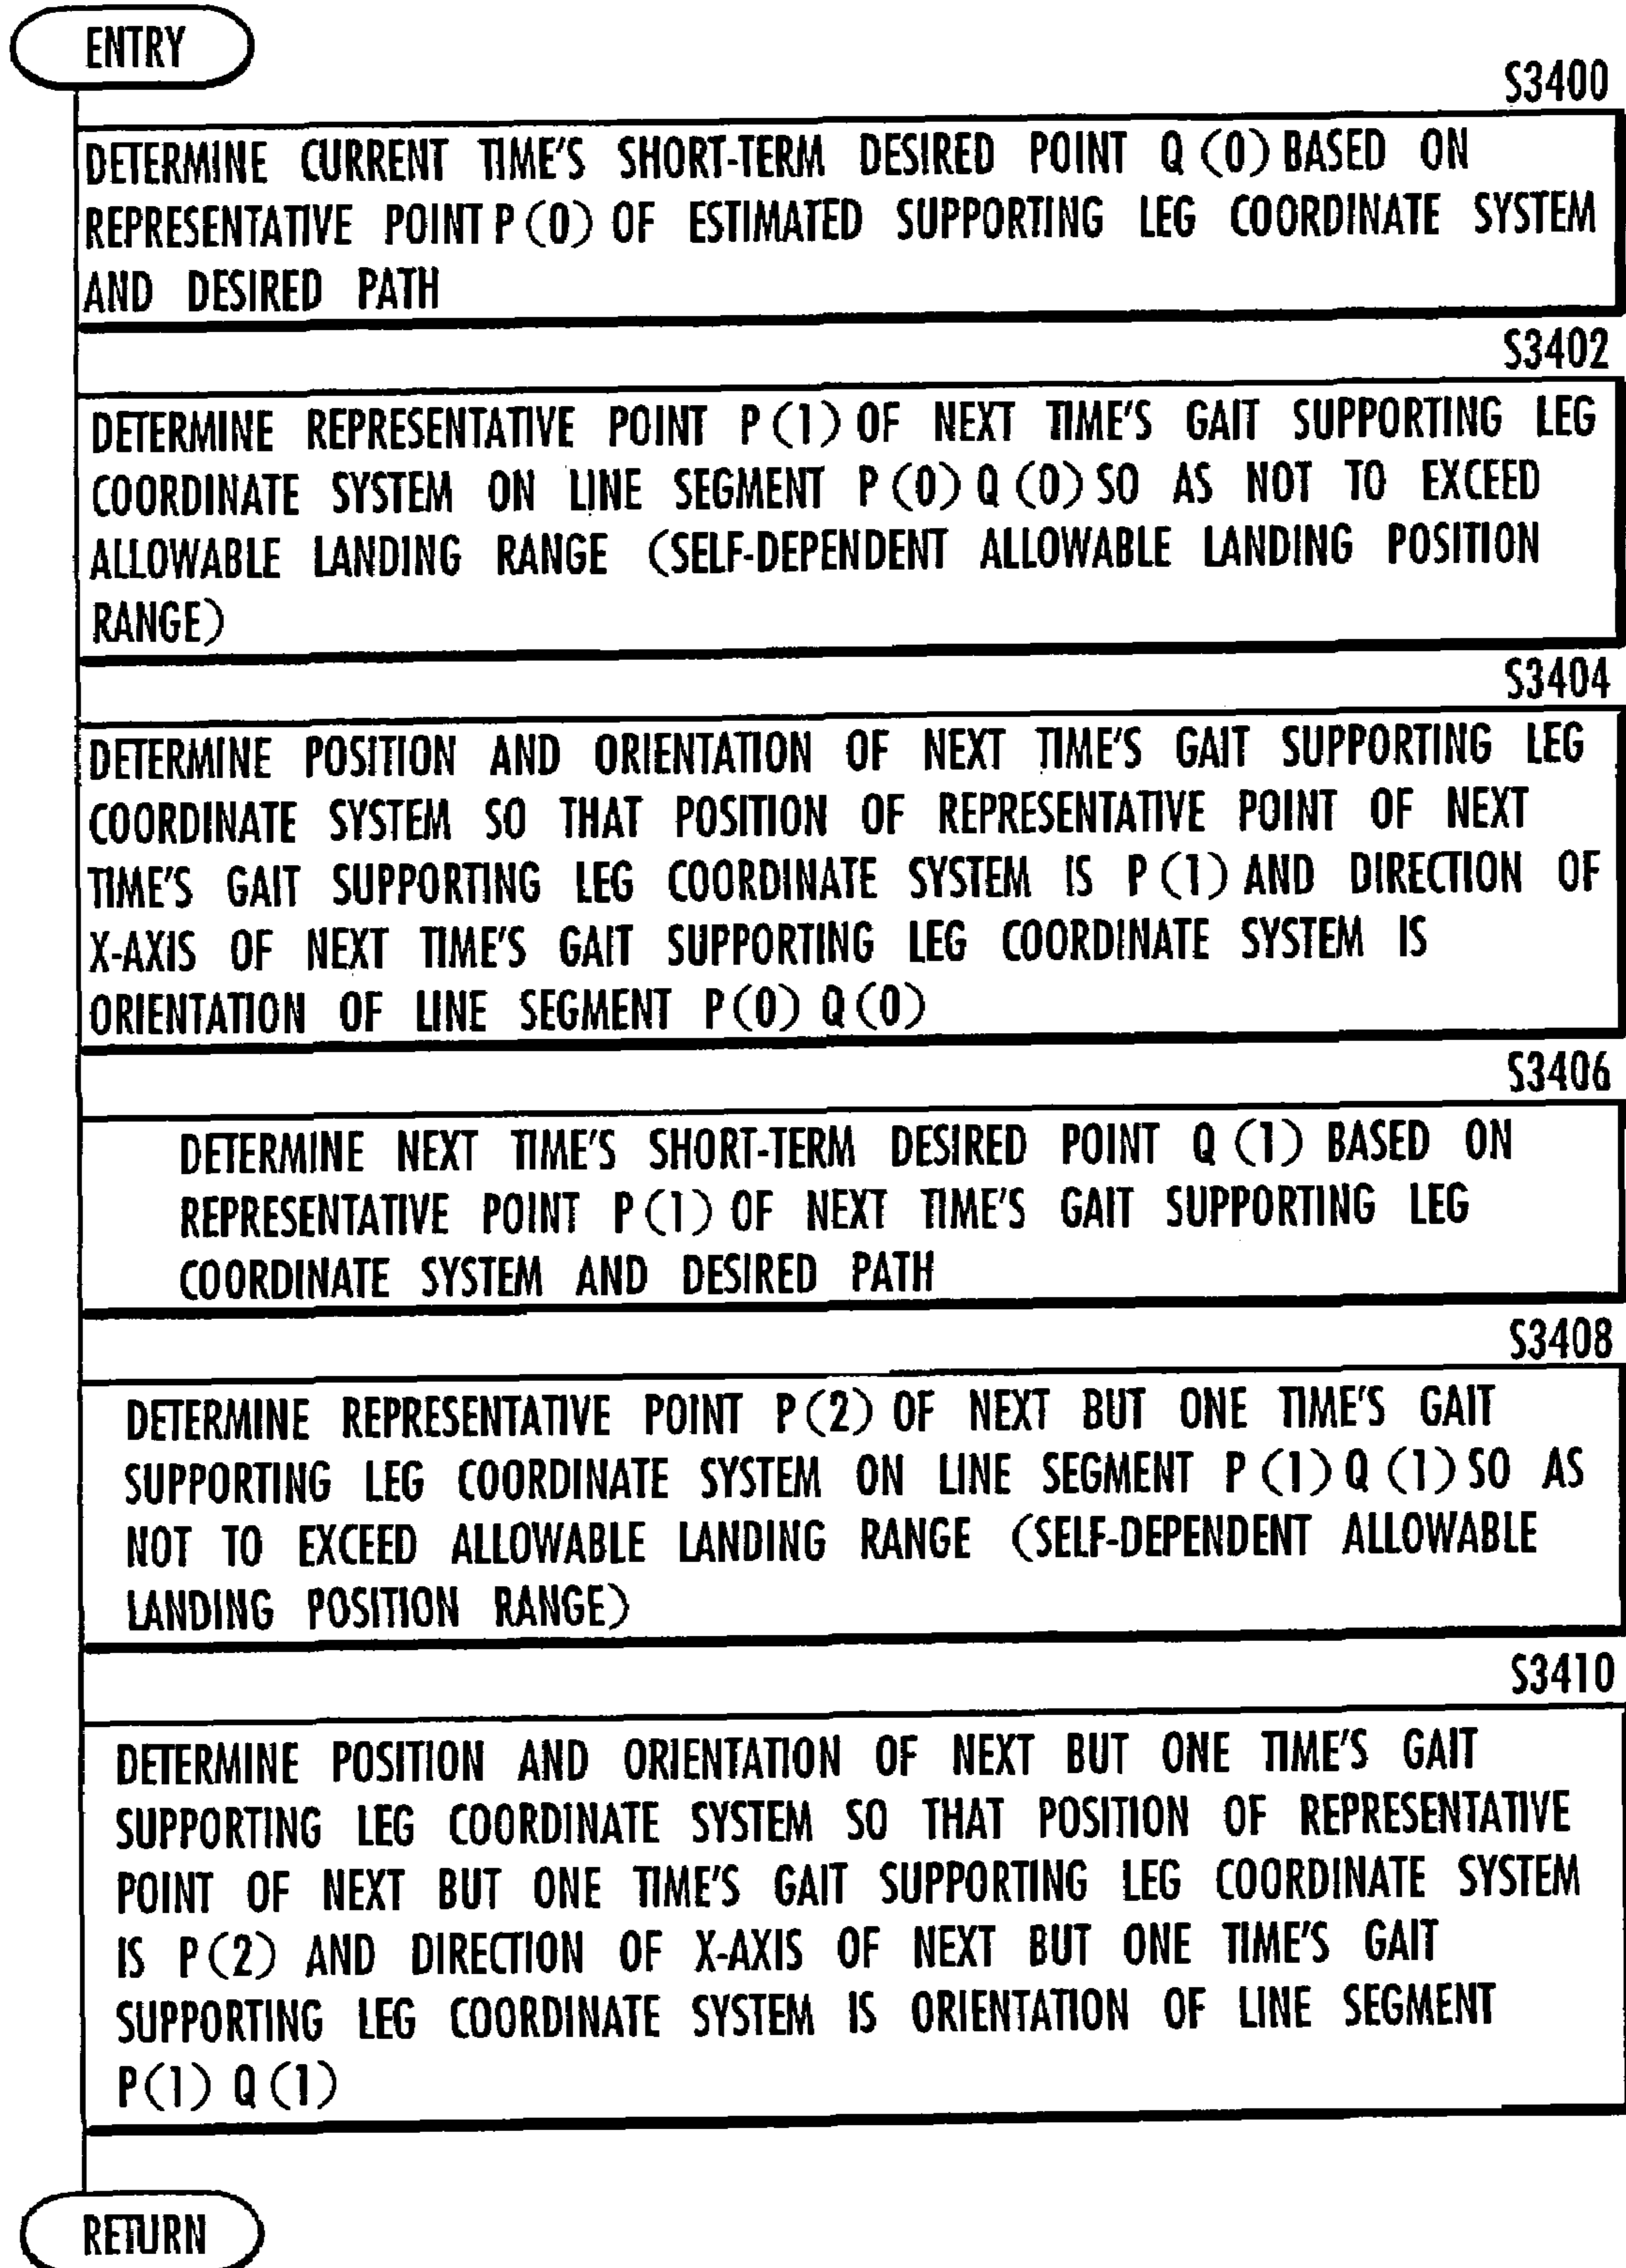 ENTRY
S3400
DETERMINE CURRENT TIME'S SHORT-TERM DESIRED POINT Q(0) BASED ON
REPRESENTATIVE POINT P(0) OF ESTIMATED SUPPORTING LEG COORDINATE SYSTEM
AND DESIRED PATH
S3402
DETERMINE REPRESENTATIVE POINT P(1) OF NEXT TIME'S GAIT SUPPORTING LEG
COORDINATE SYSTEM ON LINE SEGMENT P(0) Q(0) SO AS NOT TO EXCEED
ALLOWABLE LANDING RANGE (SELF-DEPENDENT ALLOWABLE LANDING POSITION
RANGE)
S3404
DETERMINE POSITION AND ORIENTATION OF NEXT TIME'S GAIT SUPPORTING LEG
COORDINATE SYSTEM SO THAT POSITION OF REPRESENTATIVE POINT OF NEXT
TIME'S GAIT SUPPORTING LEG COORDINATE SYSTEM IS P(1) AND DIRECTION OF
X-AXIS OF NEXT TIME'S GAIT SUPPORTING LEG COORDINATE SYSTEM IS
ORIENTATION OF LINE SEGMENT P(0) Q(0)
S3406
DETERMINE NEXT TIME'S SHORT-TERM DESIRED POINT Q(1) BASED ON
REPRESENTATIVE POINT P(1) OF NEXT TIME'S GAIT SUPPORTING LEG
COORDINATE SYSTEM AND DESIRED PATH
S3408
DETERMINE REPRESENTATIVE POINT P(2) OF NEXT BUT ONE TIME'S GAIT
SUPPORTING LEG COORDINATE SYSTEM ON LINE SEGMENT P(1) Q(1) SO AS
NOT TO EXCEED ALLOWABLE LANDING RANGE (SELF-DEPENDENT ALLOWABLE
LANDING POSITION RANGE)
S3410
DETERMINE POSITION AND ORIENTATION OF NEXT BUT ONE TIME'S GAIT
SUPPORTING LEG COORDINATE SYSTEM SO THAT POSITION OF REPRESENTATIVE
POINT OF NEXT BUT ONE TIME'S GAIT SUPPORTING LEG COORDINATE SYSTEM
IS P(2) AND DIRECTION OF X-AXIS OF NEXT BUT ONE TIME'S GAIT
SUPPORTING LEG COORDINATE SYSTEM IS ORIENTATION OF LINE SEGMENT
P(1) Q(1)
RETURN